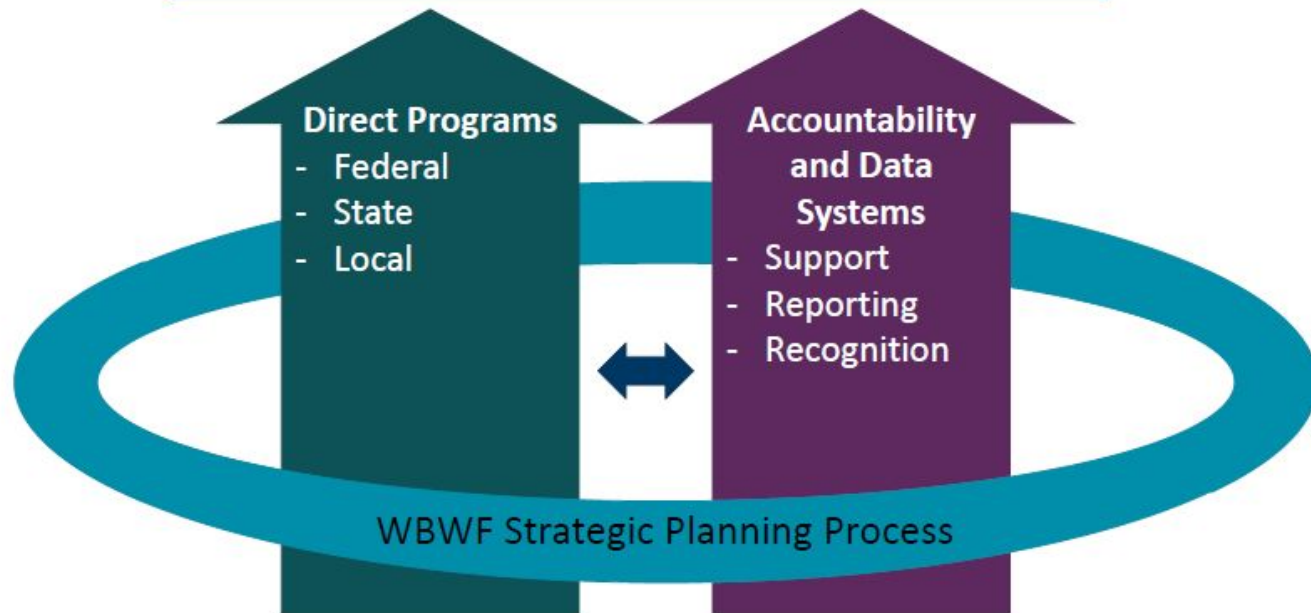 Direct Programs
- Federal
- State
- Local
Accountability
and Data
Systems
- Support
- Reporting
- Recognition
WBWF Strategic Planning Process